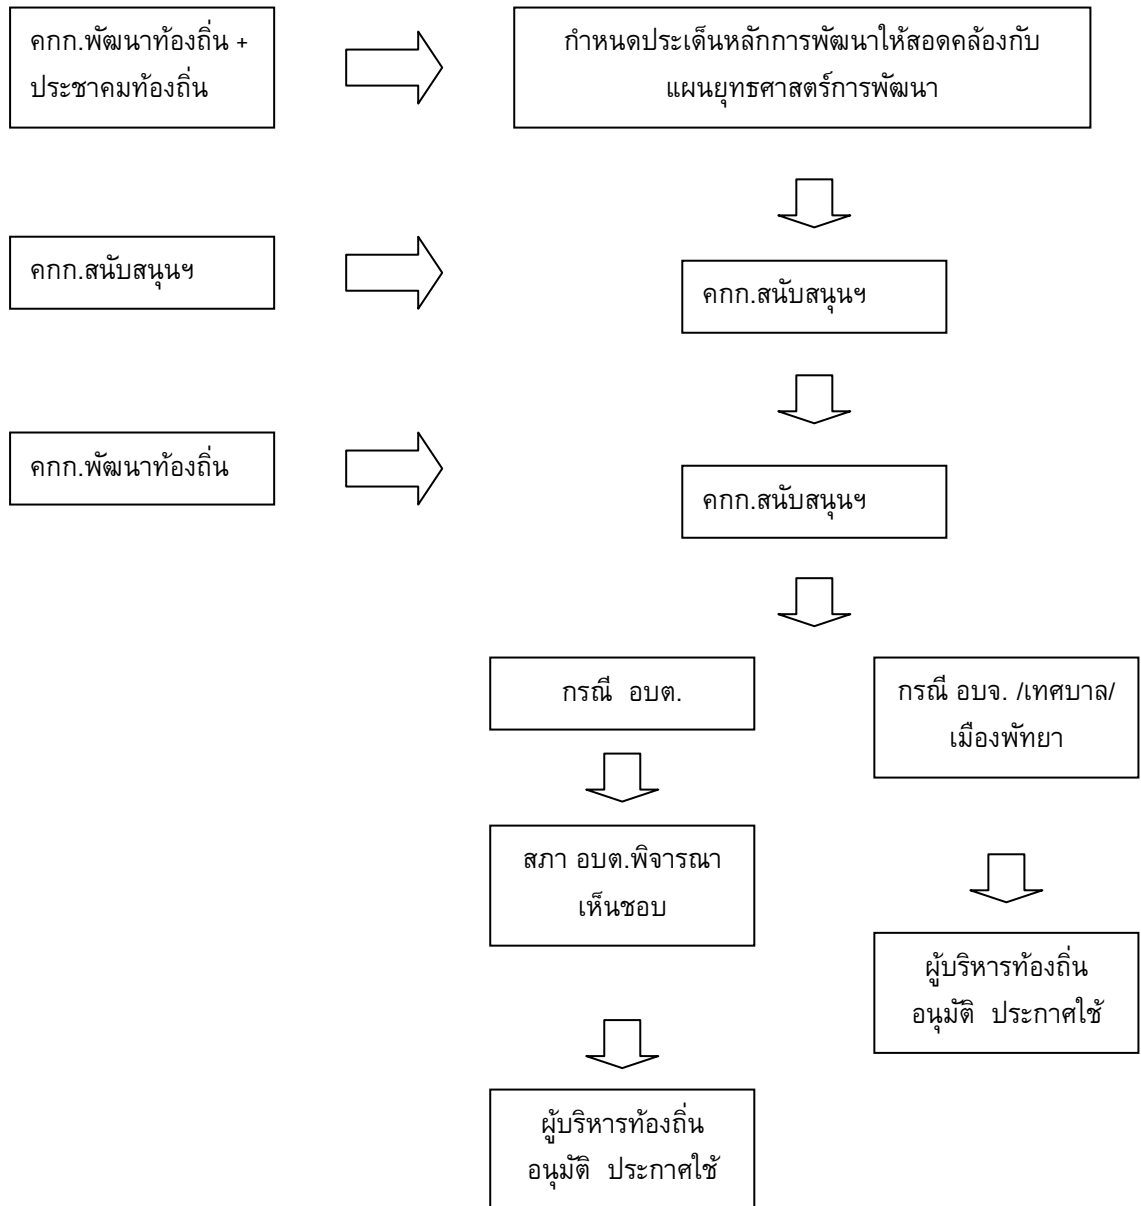 คกก.พัฒนาท้องถิ่น +
ประชาคมท้องถิ่น
กำหนดประเด็นหลักการพัฒนาให้สอดคล้องกับ
แผนยุทธศาสตร์การพัฒนา
คกก.สนับสนุนฯ
คกก.สนับสนุนฯ
คกก.พัฒนาท้องถิ่น
คกก.สนับสนุนฯ
กรณี อบต.
กรณี อบจ. /เทศบาล/
เมืองพัทยา
สภา อบต.พิจารณา
เห็นชอบ
ผู้บริหารท้องถิ่น
อนุมัติ ประกาศใช้
ผู้บริหารท้องถิ่น
อนุมัติ ประกาศใช้